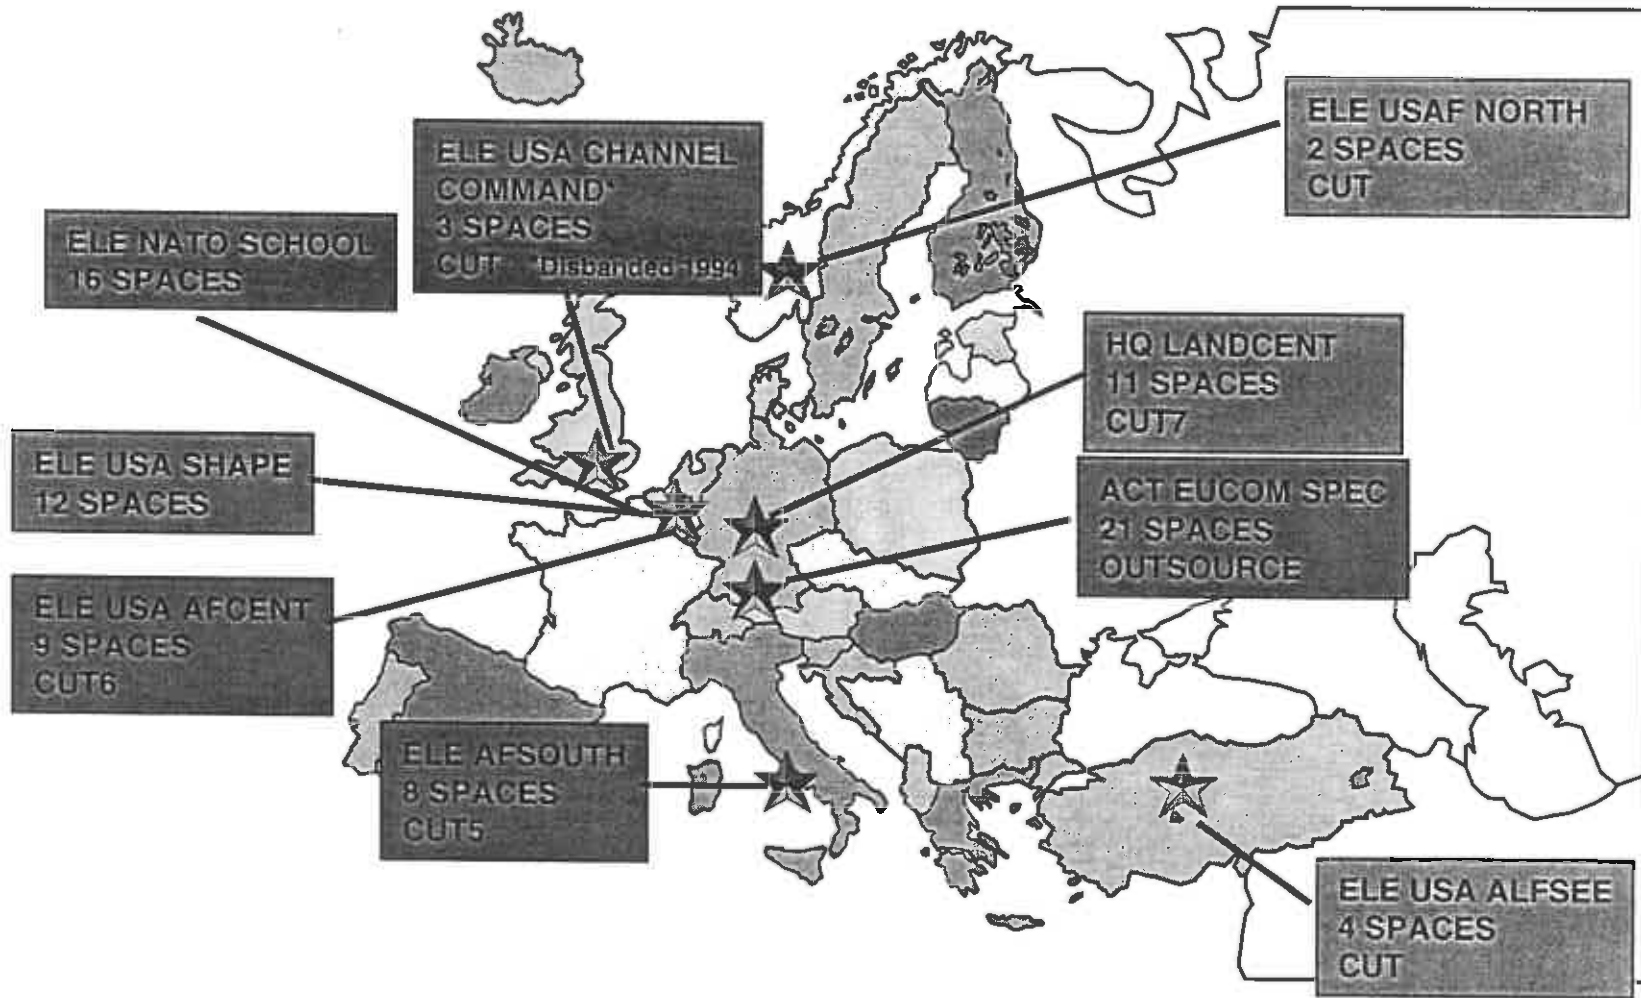 ELE USA CHANNEL
COMMAND*
3 SPACES
CUT *Disbanded 1994
ELE USAF NORTH
2 SPACES
CUT
ELE NATO SCHOOL
16 SPACES
HQ LANDCENT
11 SPACES
CUT7
ELE USA SHAPE
12 SPACES
ACT EUCOM SPEC
21 SPACES
OUTSOURCE
ELE USA AFCENT
9 SPACES
CUT6
ELE AFSOUTH
8 SPACES
CUT5
ELE USA ALFSEE
4 SPACES
CUT